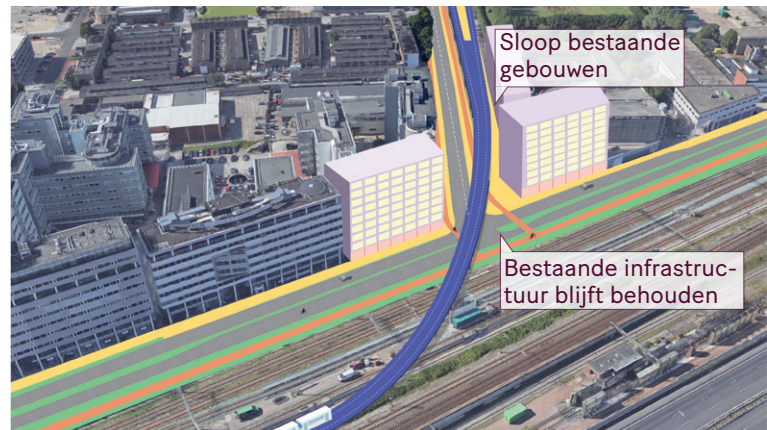 Sloop bestaande
gebouwen
Bestaande infrastruc-
tuur blijft behouden